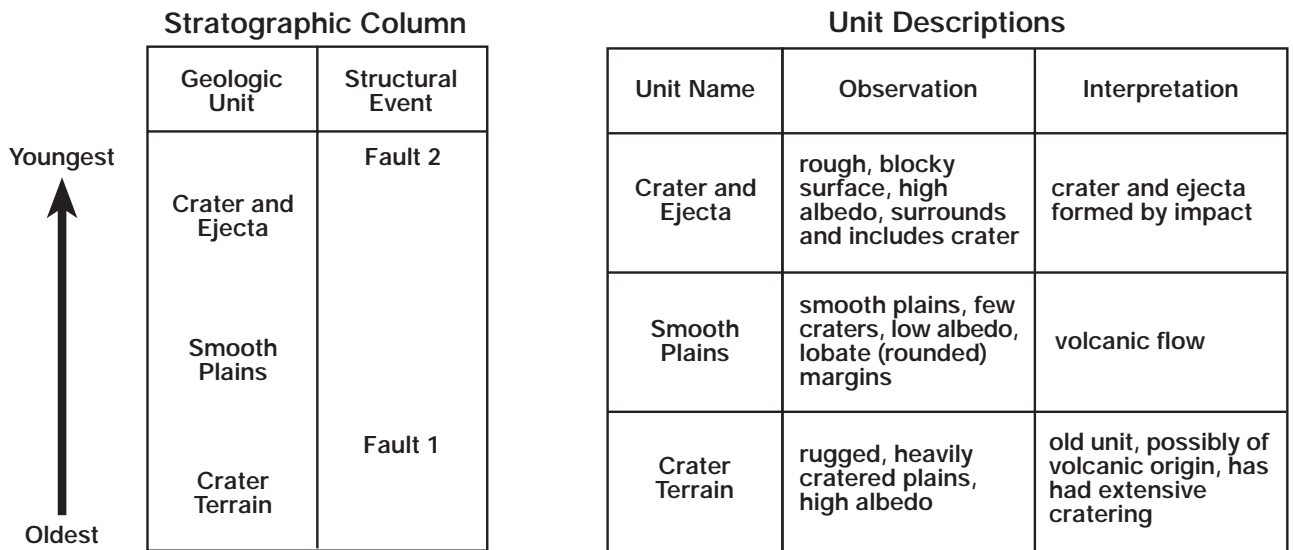 Stratographic Column
Geologic
Unit
Structural
Event
Youngest
Fault 2
Crater and
Ejecta
Smooth
Plains
Fault 1
Crater
Terrain
Oldest
Unit Descriptions
Unit Name
Observation
Interpretation
Crater and
Ejecta
rough, blocky
surface, high
albedo, surrounds
and includes crater
crater and ejecta
formed by impact
Smooth
Plains
smooth plains, few
craters, low albedo,
lobate (rounded)
margins
volcanic flow
Crater
Terrain
rugged, heavily
cratered plains,
high albedo
old unit, possibly of
volcanic origin, has
had extensive
cratering